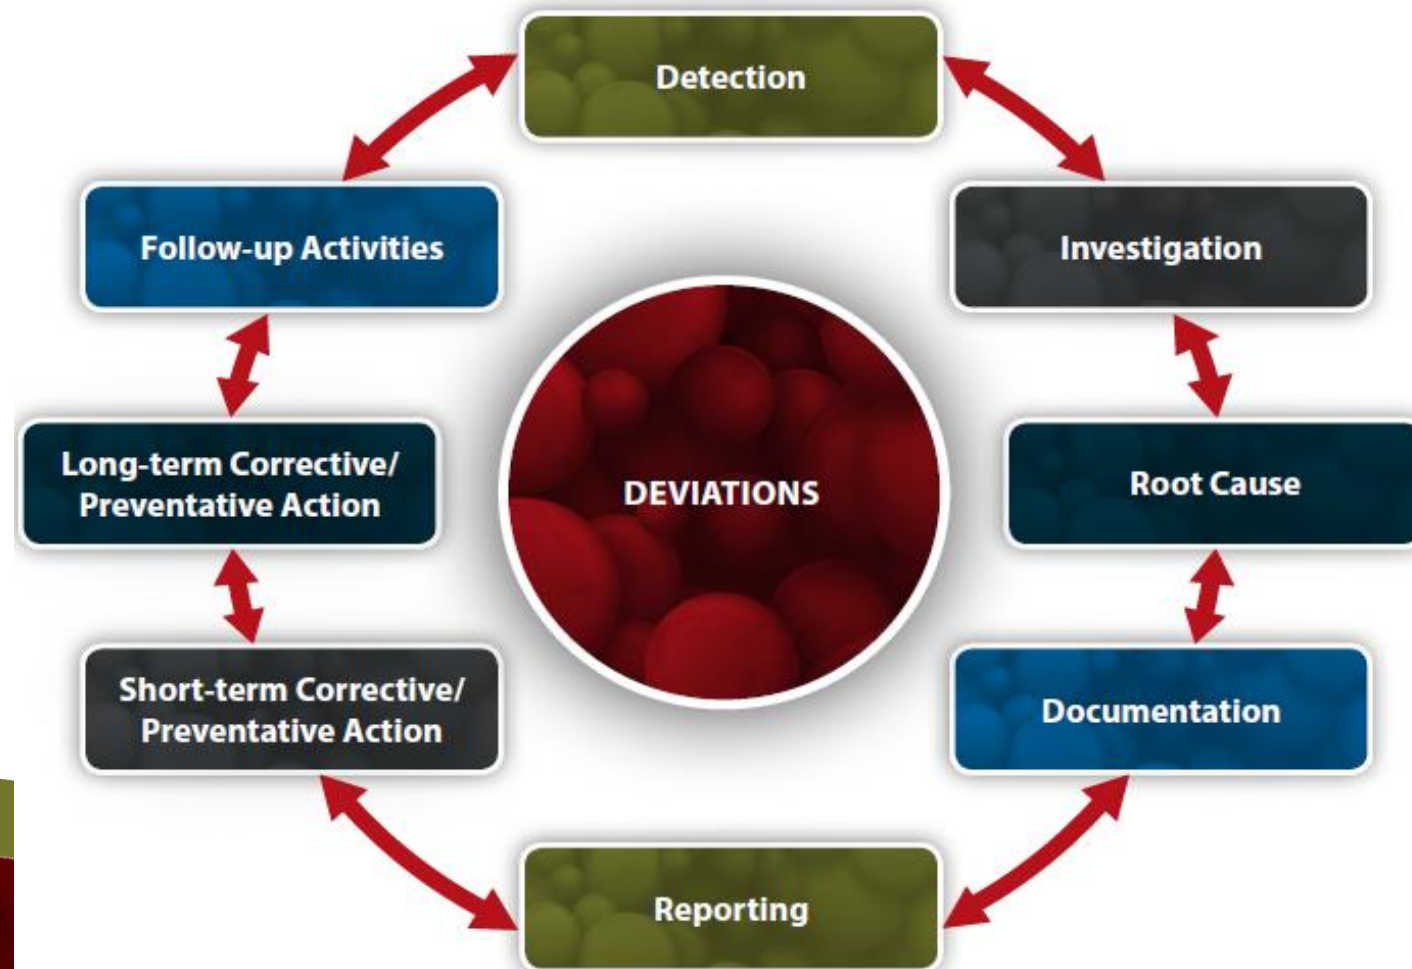 Detection
Follow-up Activities
Investigation
Long-term Corrective/
Preventative Action
DEVIATIONS
Root Cause
Short-term Corrective/
Preventative Action
Documentation
Reporting